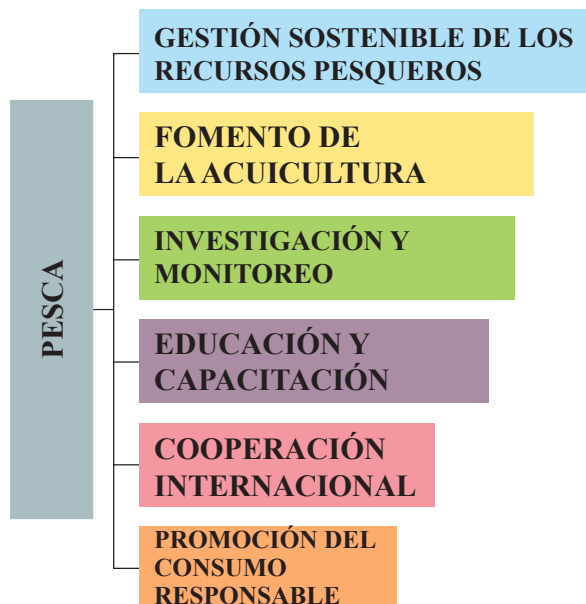 PESCA
GESTIÓN SOSTENIBLE DE LOS
RECURSOS PESQUEROS
FOMENTO DE
LA ACUICULTURA
INVESTIGACIÓN Y
MONITOREO
EDUCACIÓN Y
CAPACITACIÓN
COOPERACIÓN
INTERNACIONAL
PROMOCIÓN DEL
CONSUMO
RESPONSABLE